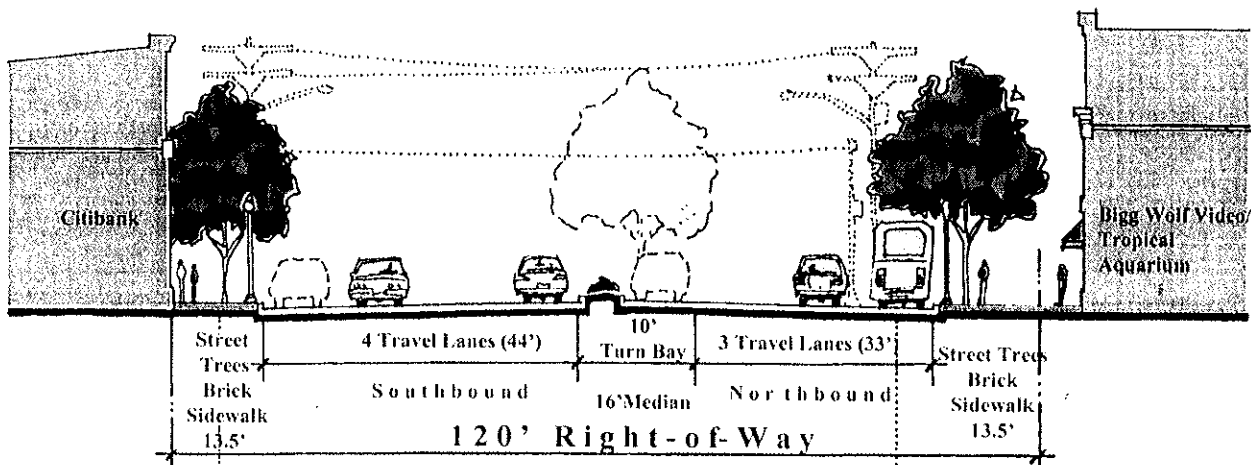 Citibank
Bigg Wolf Video/
Tropical
Aquarium
Street
Trees
Brick
Sidewalk
13.5'
4 Travel Lanes (44')
Southbound
10'
Turn Bay
16'Median
3 Travel Lanes (33'
Northbound
Street Trees
Brick
Sidewalk
13.5'
120' Right-of-Way